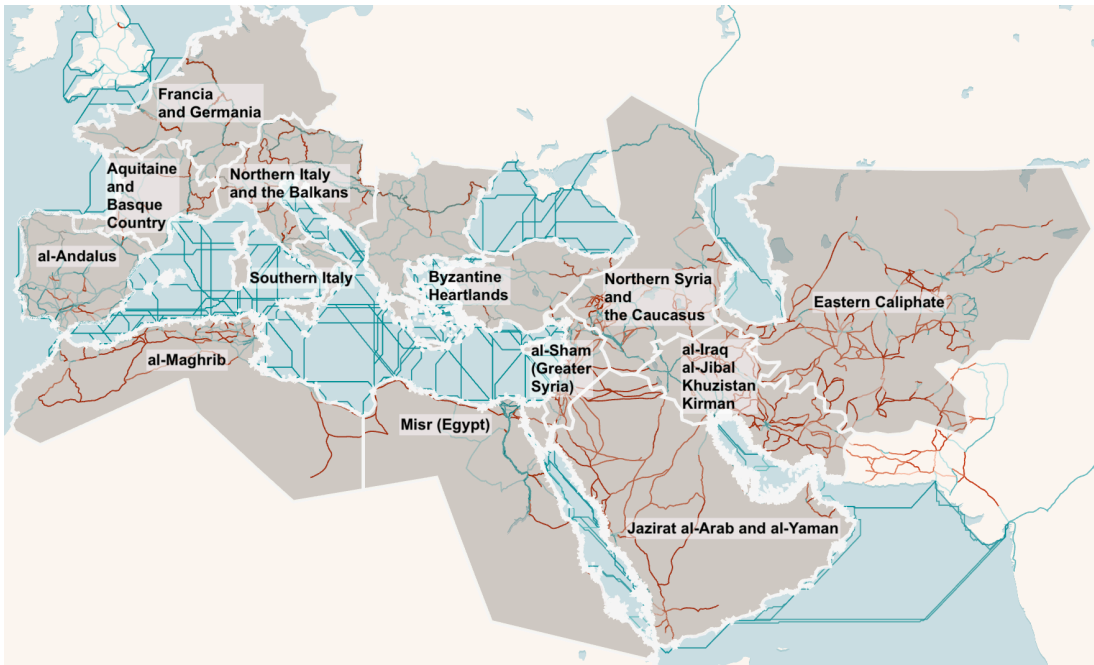 Francia
and Germania
Aquitaine
and
Basque
Country
Northern Italy
and the Balkans
al-Andalus
Southern Italy
Byzantine
Heartlands
Northern Syria
and
the Caucasus
Eastern Caliphate
al-Maghrib
al-Sham
(Greater
Syria)
al-Iraq
al-Jibal
Khuzistan
Kirman
Misr (Egypt)
Jazirat al-Arab and al-Yaman